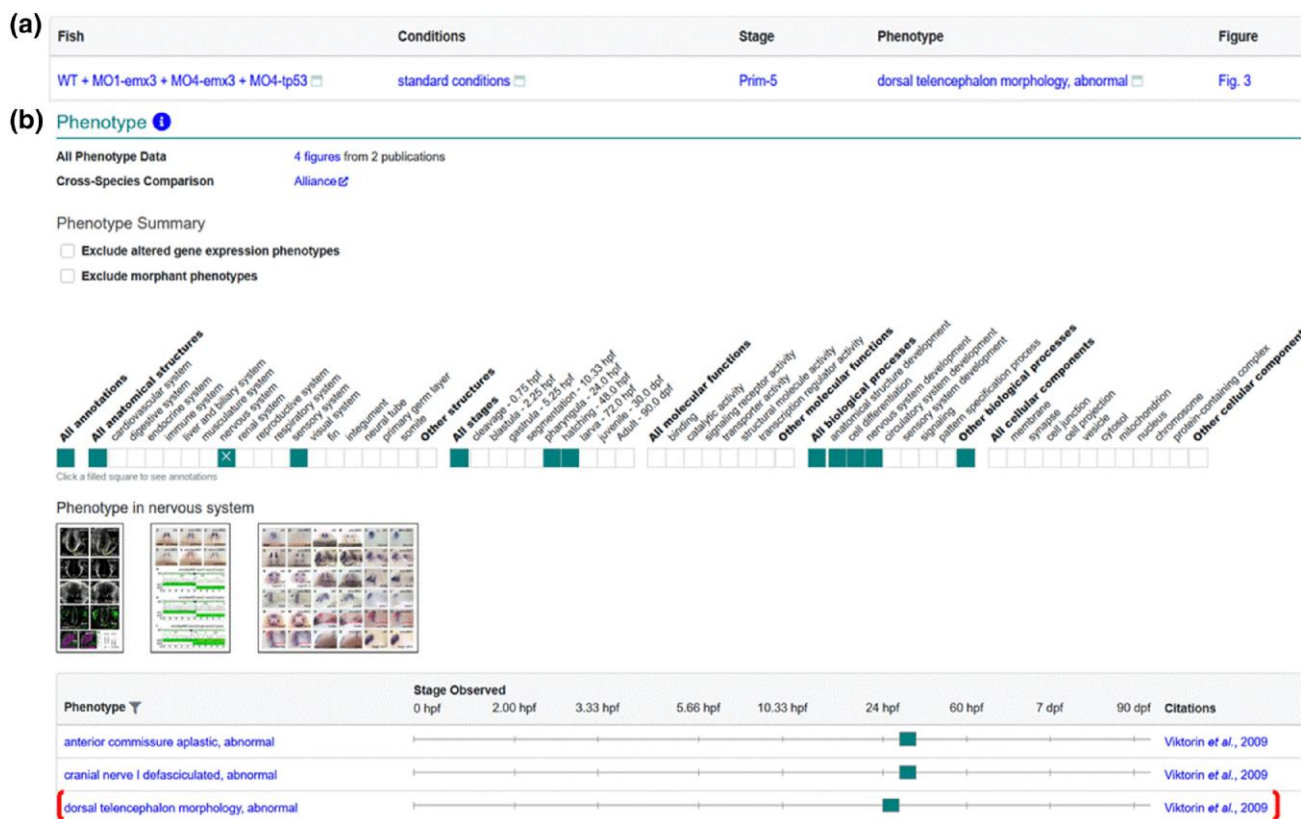 (a)
Fish Conditions Stage Phenotype Figure
WT + MO1-emx3 + MO4-emx3 + MO4-tp53 standard conditions Prim-5 dorsal telencephalon morphology, abnormal Fig. 3
(b)
Phenotype i
All Phenotype Data 4 figures from 2 publications
Cross-Species Comparison Alliance
Phenotype Summary
Exclude altered gene expression phenotypes
Exclude morphant phenotypes
All annotations
All anatomical structures
cardiovascular system
digestive system
endocrine system
immune system
liver and biliary system
musculature system
nervous system
renal system
reproductive system
respiratory system
sensory system
visual system
fin
integument
neural tube
primary germ layer
somite
Other structures
All stages
cleavage - 0.75 hpf
blastula - 2.25 hpf
gastrula - 5.25 hpf
segmentation - 10.33 hpf
pharyngula - 24.0 hpf
hatching - 48.0 hpf
larva 72.0 hpf
juvenile - 30.0 dpf
Adult - 90.0 dpf
All molecular functions
binding
catalytic activity
signaling receptor activity
transporter activity
structural molecule activity
transcription regulator activity
Other molecular functions
All biological processes
anatomical structure development
cell differentiation
nervous system development
circulatory system development
sensory system development
signaling
pattern specification process
Other biological processes
All cellular components
membrane
synapse
cell junction
cell projection
vesicle
cytosol
mitochondrion
nucleus
chromosome
protein-containing complex
Other cellular component
Click a filled square to see annotations
Phenotype in nervous system
Stage Observed
Phenotype 0 hpf 2.00 hpf 3.33 hpf 5.66 hpf 10.33 hpf 24 hpf 60 hpf 7 dpf 90 dpf Citations
anterior commissure aplastic, abnormal Viktorin et al., 2009
cranial nerve I defasciculated, abnormal Viktorin et al., 2009
dorsal telencephalon morphology, abnormal Viktorin et al., 2009